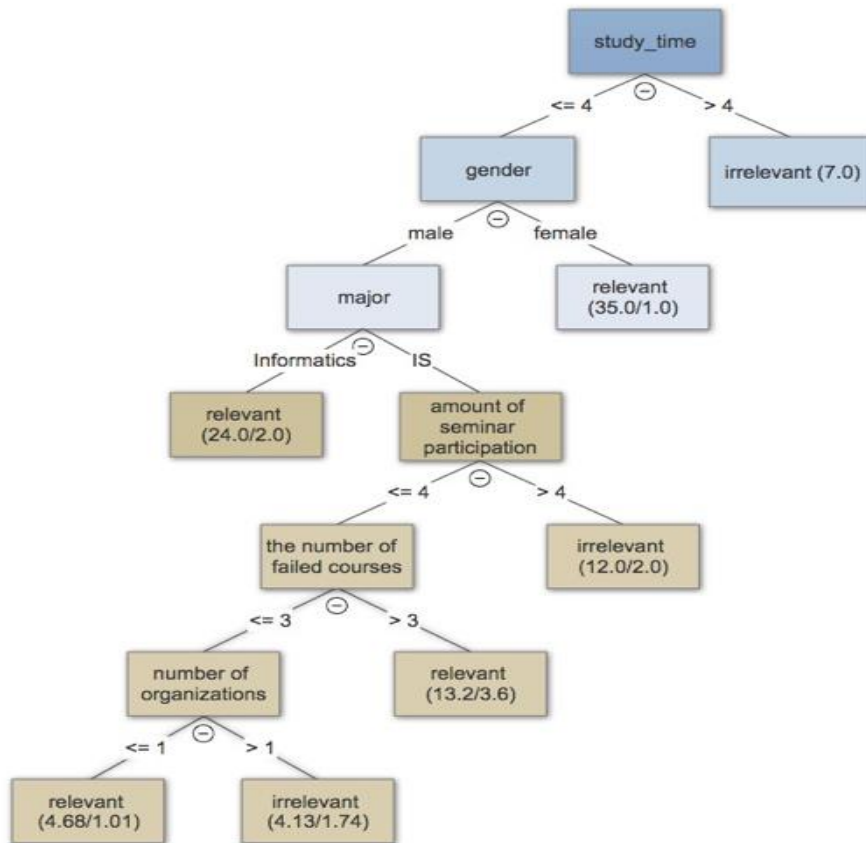 study_time
<= 4
> 4
gender
irrelevant (7.0)
male
female
major
relevant
(35.0/1.0)
Informatics
IS
relevant
(24.0/2.0)
amount of
seminar
participation
<= 4
> 4
the number of
failed courses
irrelevant
(12.0/2.0)
<= 3
> 3
number of
organizations
relevant
(13.2/3.6)
<= 1
> 1
relevant
(4.68/1.01)
irrelevant
(4.13/1.74)